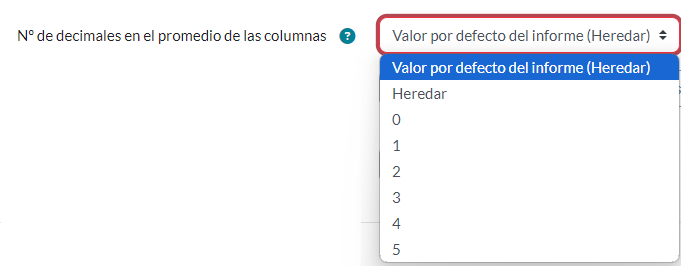 Nº de decimales en el promedio de las columnas ?
Valor por defecto del informe (Heredar)
Valor por defecto del informe (Heredar)
Heredar
0
1
2
3
4
5